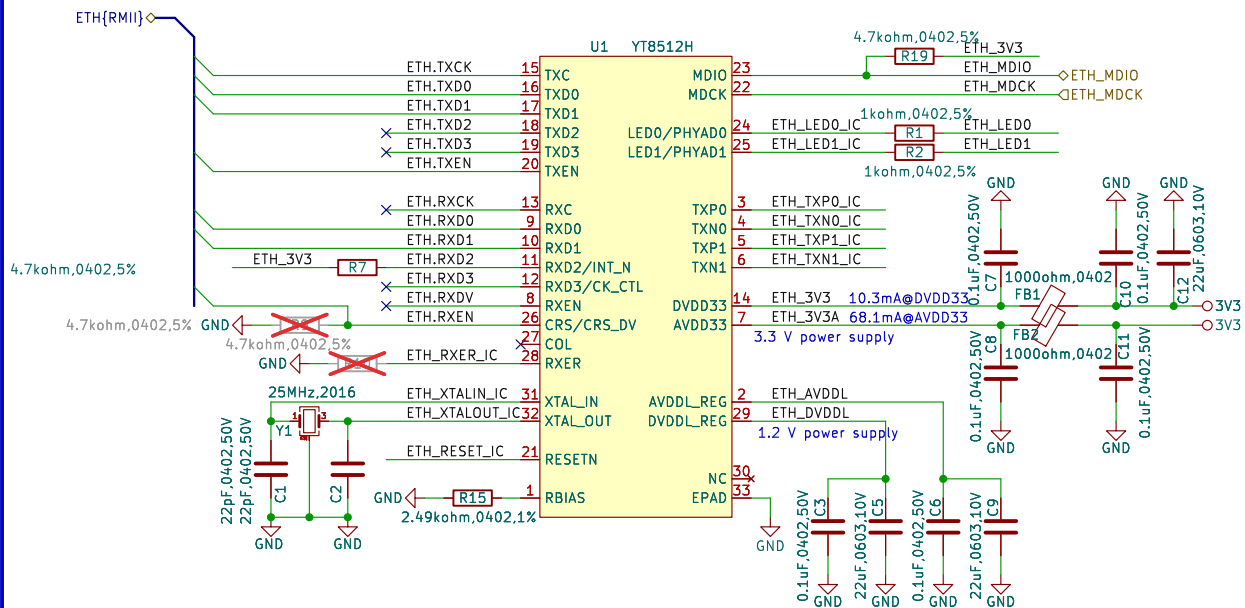 ETH{RMII}
U1 YT8512H
4.7kohm,0402,5%
R19
ETH_3V3
ETH.TXCK 15 TXC
MDIO 23 ETH_MDIO ETH_MDIO
ETH.TXD0 16 TXD0
MDCK 22 ETH_MDCK ETH_MDCK
ETH.TXD1 17 TXD1
1kohm,0402,5%
ETH.TXD2 18 TXD2
LED0/PHYAD0 24 ETH_LED0_IC R1 ETH_LED0
ETH.TXD3 19 TXD3
LED1/PHYAD1 25 ETH_LED1_IC R2 ETH_LED1
ETH.TXEN 20 TXEN
1kohm,0402,5%
GND GND GND
ETH.RXCK 13 RXC
TXP0 3 ETH_TXP0_IC
ETH.RXD0 9 RXD0
TXN0 4 ETH_TXN0_IC
ETH.RXD1 10 RXD1
TXP1 5 ETH_TXP1_IC
4.7kohm,0402,5%
ETH_3V3 R7 ETH.RXD2 11 RXD2/INT_N
TXN1 6 ETH_TXN1_IC
0.1uF,0402,50V
C7
1000ohm,0402
FB1
0.1uF,0402,50V
C10
22uF,0603,10V
C12
ETH.RXD3 12 RXD3/CK_CTL
ETH.RXDV 8 RXEN
DVDD33 14 ETH_3V3 10.3mA@DVDD33
3V3
4.7kohm,0402,5%
GND
ETH.RXEN 26 CRS/CRS_DV
AVDD33 7 ETH_3V3A 68.1mA@AVDD33
3V3
4.7kohm,0402,5%
27 COL
3.3 V power supply
FB2
1000ohm,0402
0.1uF,0402,50V
C8
C11
0.1uF,0402,50V
GND
ETH_RXER_IC 28 RXER
25MHz,2016
ETH_XTALIN_IC 31 XTAL_IN
AVDDL_REG 2 ETH_AVDDL
1 3
Y1
ETH_XTALOUT_IC 32 XTAL_OUT
DVDDL_REG 29 ETH_DVDDL
1.2 V power supply
GND GND
22pF,0402,50V
22pF,0402,50V
C1
C2
ETH_RESET_IC 21 RESETN
NC 30
GND R15 1 RBIAS
EPAD 33
2.49kohm,0402,1%
GND GND
GND
0.1uF,0402,50V
C3
22uF,0603,10V
C5
0.1uF,0402,50V
C6
22uF,0603,10V
C9
GND GND GND GND